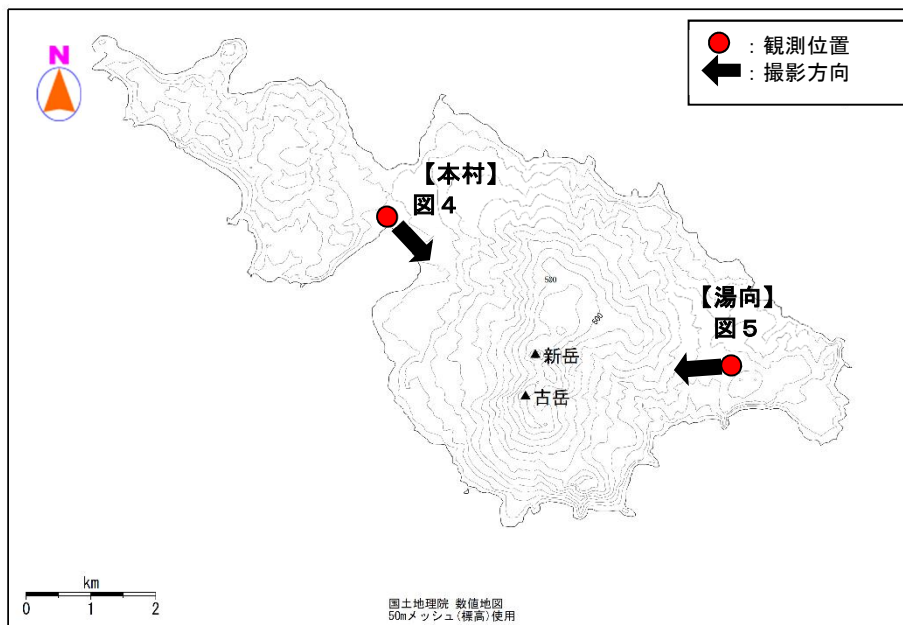 N
：観測位置
：撮影方向
【本村】
図４
500
600
【湯向】
図５
▲新岳
▲古岳
km
0 1 2
国土地理院 数値地図
50mメッシュ(標高)使用